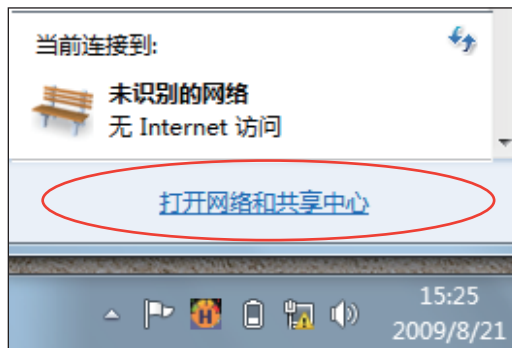 当前连接到:
未识别的网络
无 Internet 访问
打开网络和共享中心
15:25
2009/8/21